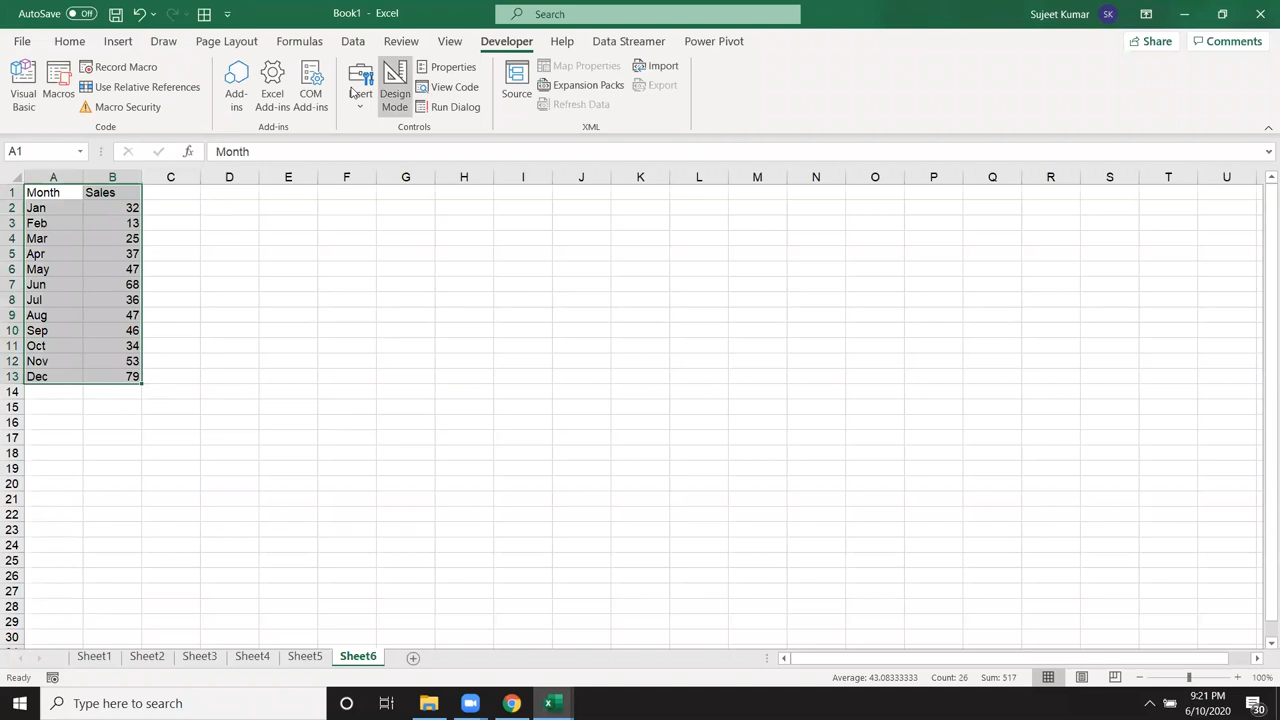 AutoSave Off Book1 - Excel Search Sujeet Kumar SK
File Home Insert Draw Page Layout Formulas Data Review View Developer Help Data Streamer Power Pivot Share Comments
Visual Basic
Macros
Record Macro
Use Relative References
Macro Security
Code
Add-ins
Excel Add-ins
COM Add-ins
Add-ins
Insert
Design Mode
Properties
View Code
Run Dialog
Controls
Source
Map Properties
Expansion Packs
Refresh Data
Import
Export
XML
A1 fx Month
A B C D E F G H I J K L M N O P Q R S T U
1 Month Sales
2 Jan 32
3 Feb 13
4 Mar 25
5 Apr 37
6 May 47
7 Jun 68
8 Jul 36
9 Aug 47
10 Sep 46
11 Oct 34
12 Nov 53
13 Dec 79
14
15
16
17
18
19
20
21
22
23
24
25
26
27
28
29
30
Sheet1 Sheet2 Sheet3 Sheet4 Sheet5 Sheet6
Ready Average: 43.08333333 Count: 26 Sum: 517 100%
Type here to search 9:21 PM
6/10/2020 30